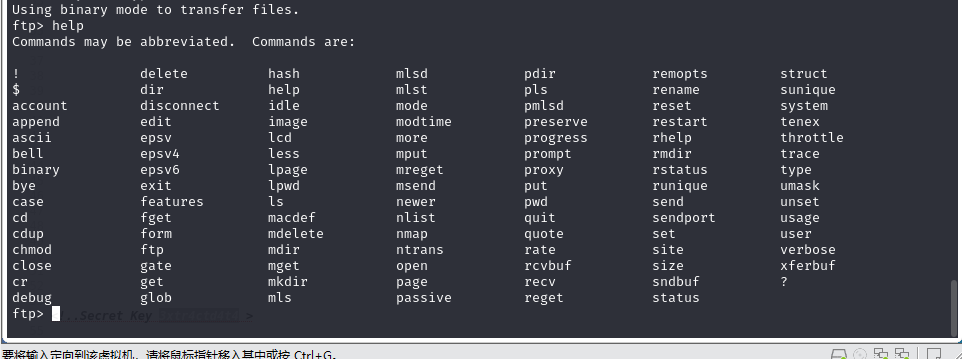 Using binary mode to transfer files.
ftp> help
Commands may be abbreviated.  Commands are:
!               delete          hash            mlsd            pdir            remopts         struct
$               dir             help            mlst            pls             rename          sunique
account         disconnect      idle            mode            pmlsd           reset           system
append          edit            image           modtime         preserve        restart         tenex
ascii           epsv            lcd             more            progress        rhelp           throttle
bell            epsv4           less            mput            prompt          rmdir           trace
binary          epsv6           lpage           mreget          proxy           rstatus         type
bye             exit            lpwd            msend           put             runique         umask
case            features        ls              newer           pwd             send            unset
cd              fget            macdef          nlist           quit            sendport        usage
cdup            form            mdelete         nmap            quote           set             user
chmod           ftp             mdir            ntrans          rate            site            verbose
close           gate            mget            open            rcvbuf          size            xferbuf
cr              get             mkdir           page            recv            sndbuf          ?
debug           glob            mls             passive         reget           status
ftp> ..Secret Key >
要将输入定向到该虚拟机，请将鼠标指针移入其中或按 Ctrl+G。